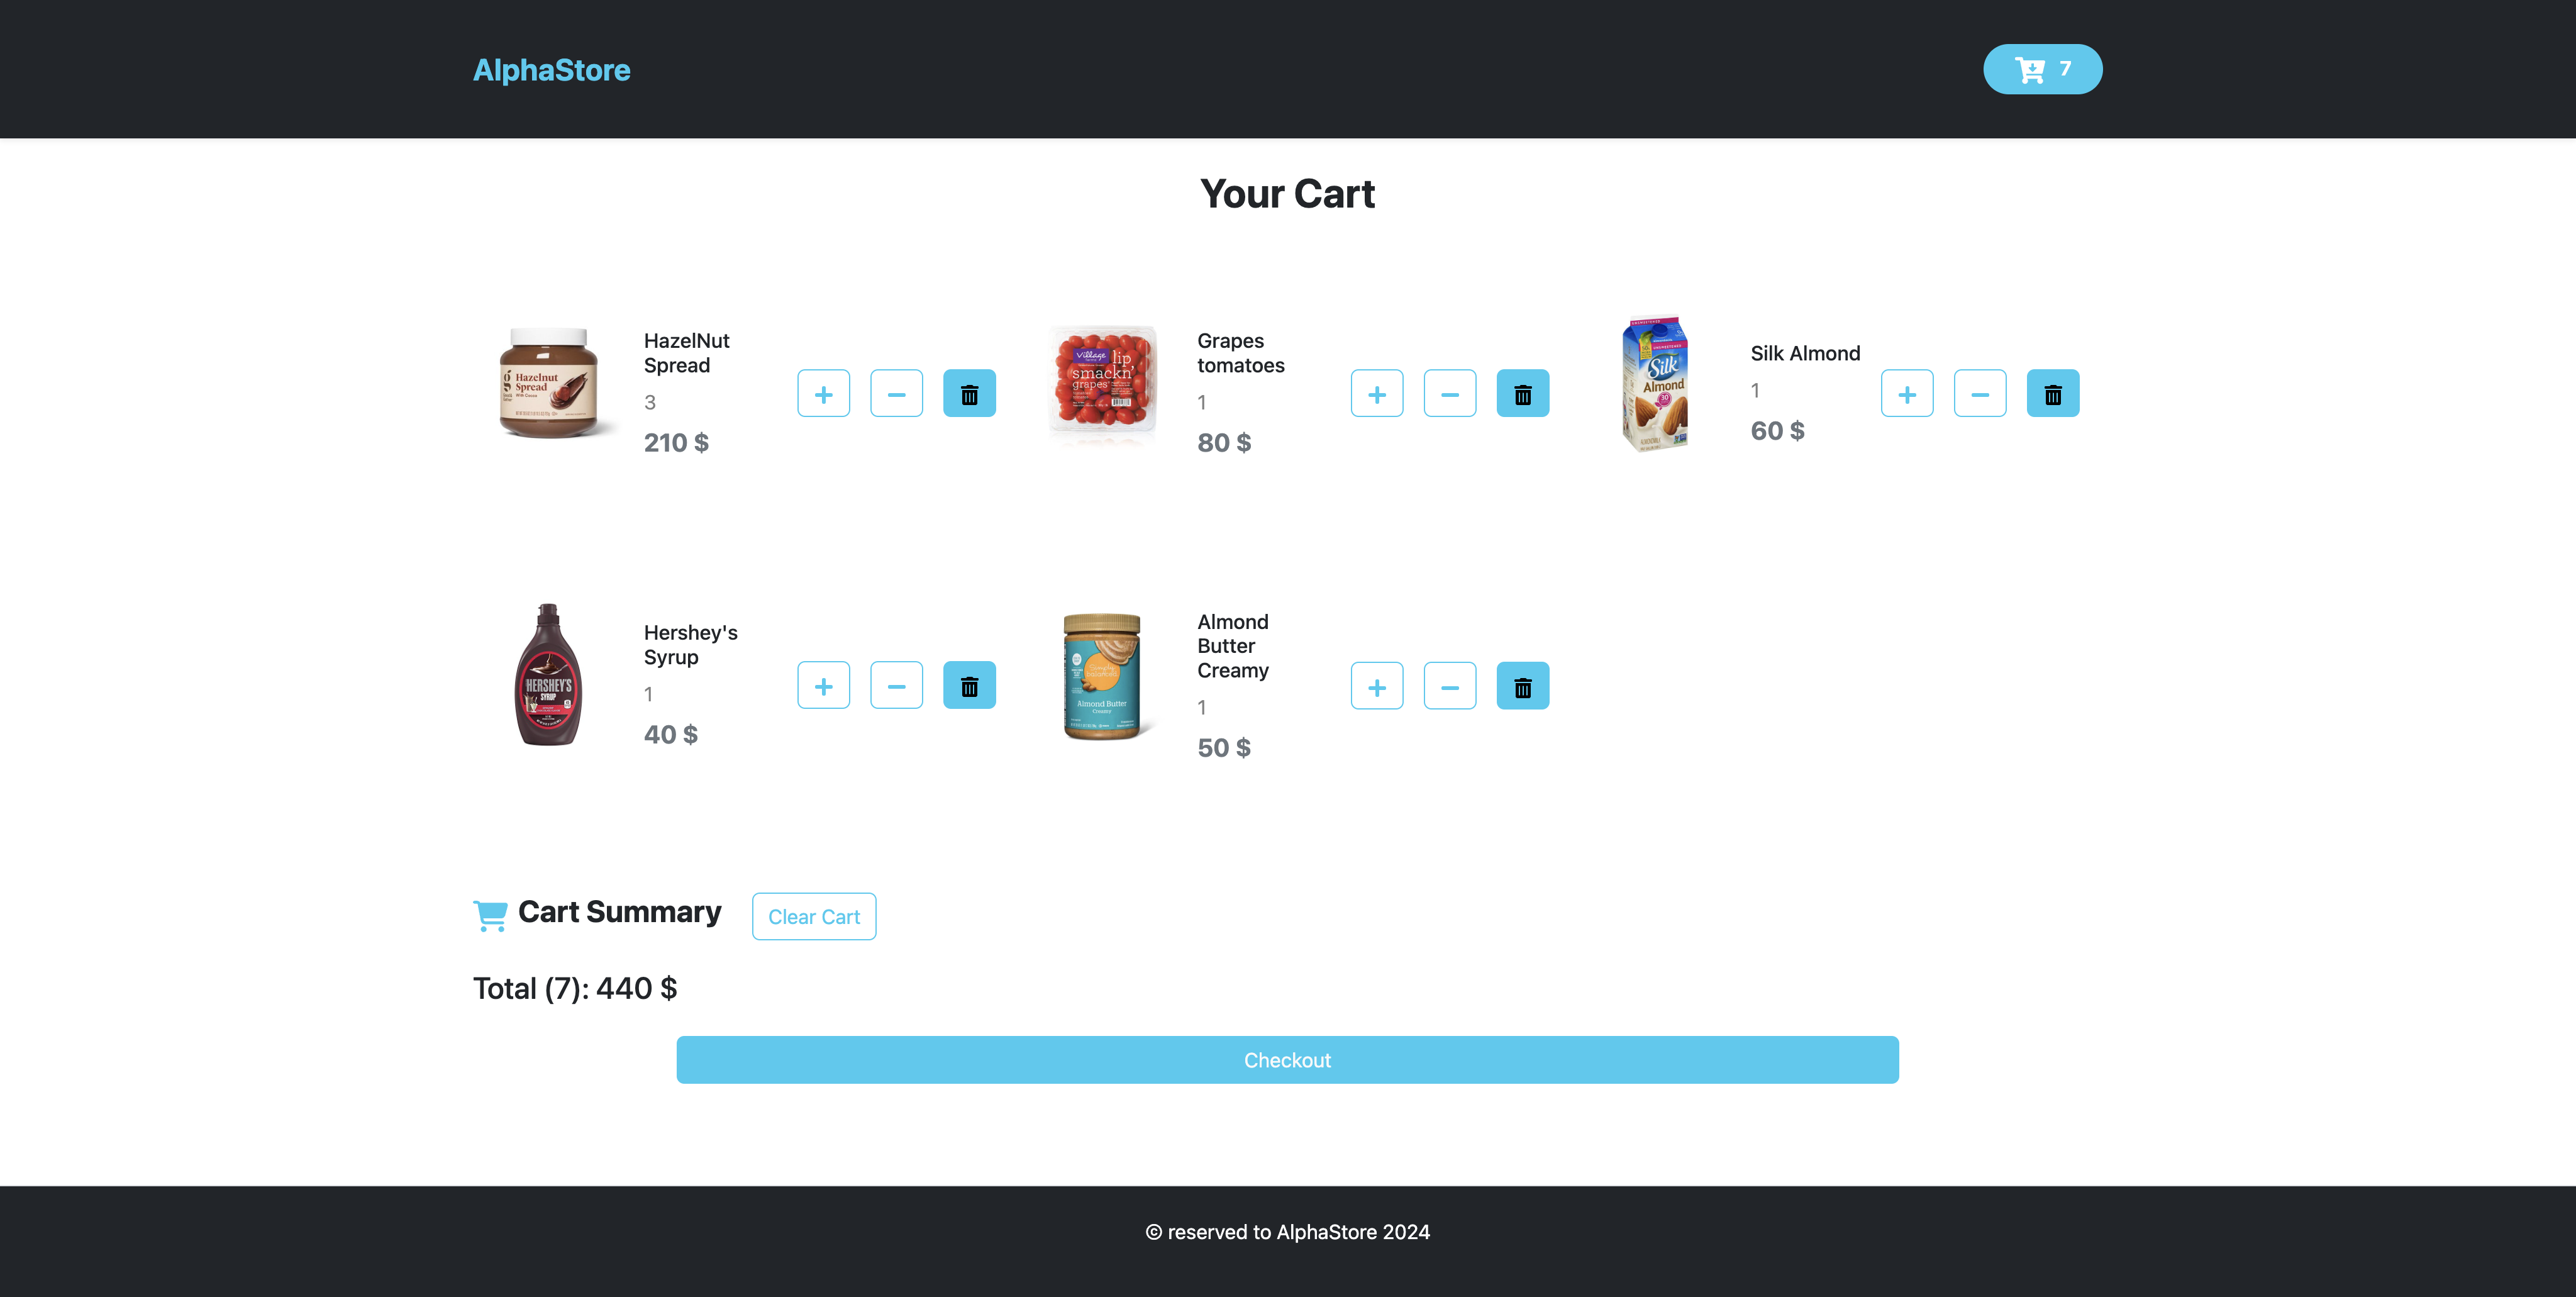 AlphaStore
7
Your Cart
HazelNut
Spread
3
210 $
Hazelnut
Spread
With Cocoa
Grapes
tomatoes
1
80 $
Village
lip
smackn'
grapes
Silk Almond
1
60 $
Silk
Almond
Hershey's
Syrup
1
40 $
HERSHEY'S
SYRUP
Almond
Butter
Creamy
1
50 $
Almond Butter
Creamy
Cart Summary
Clear Cart
Total (7): 440 $
Checkout
© reserved to AlphaStore 2024